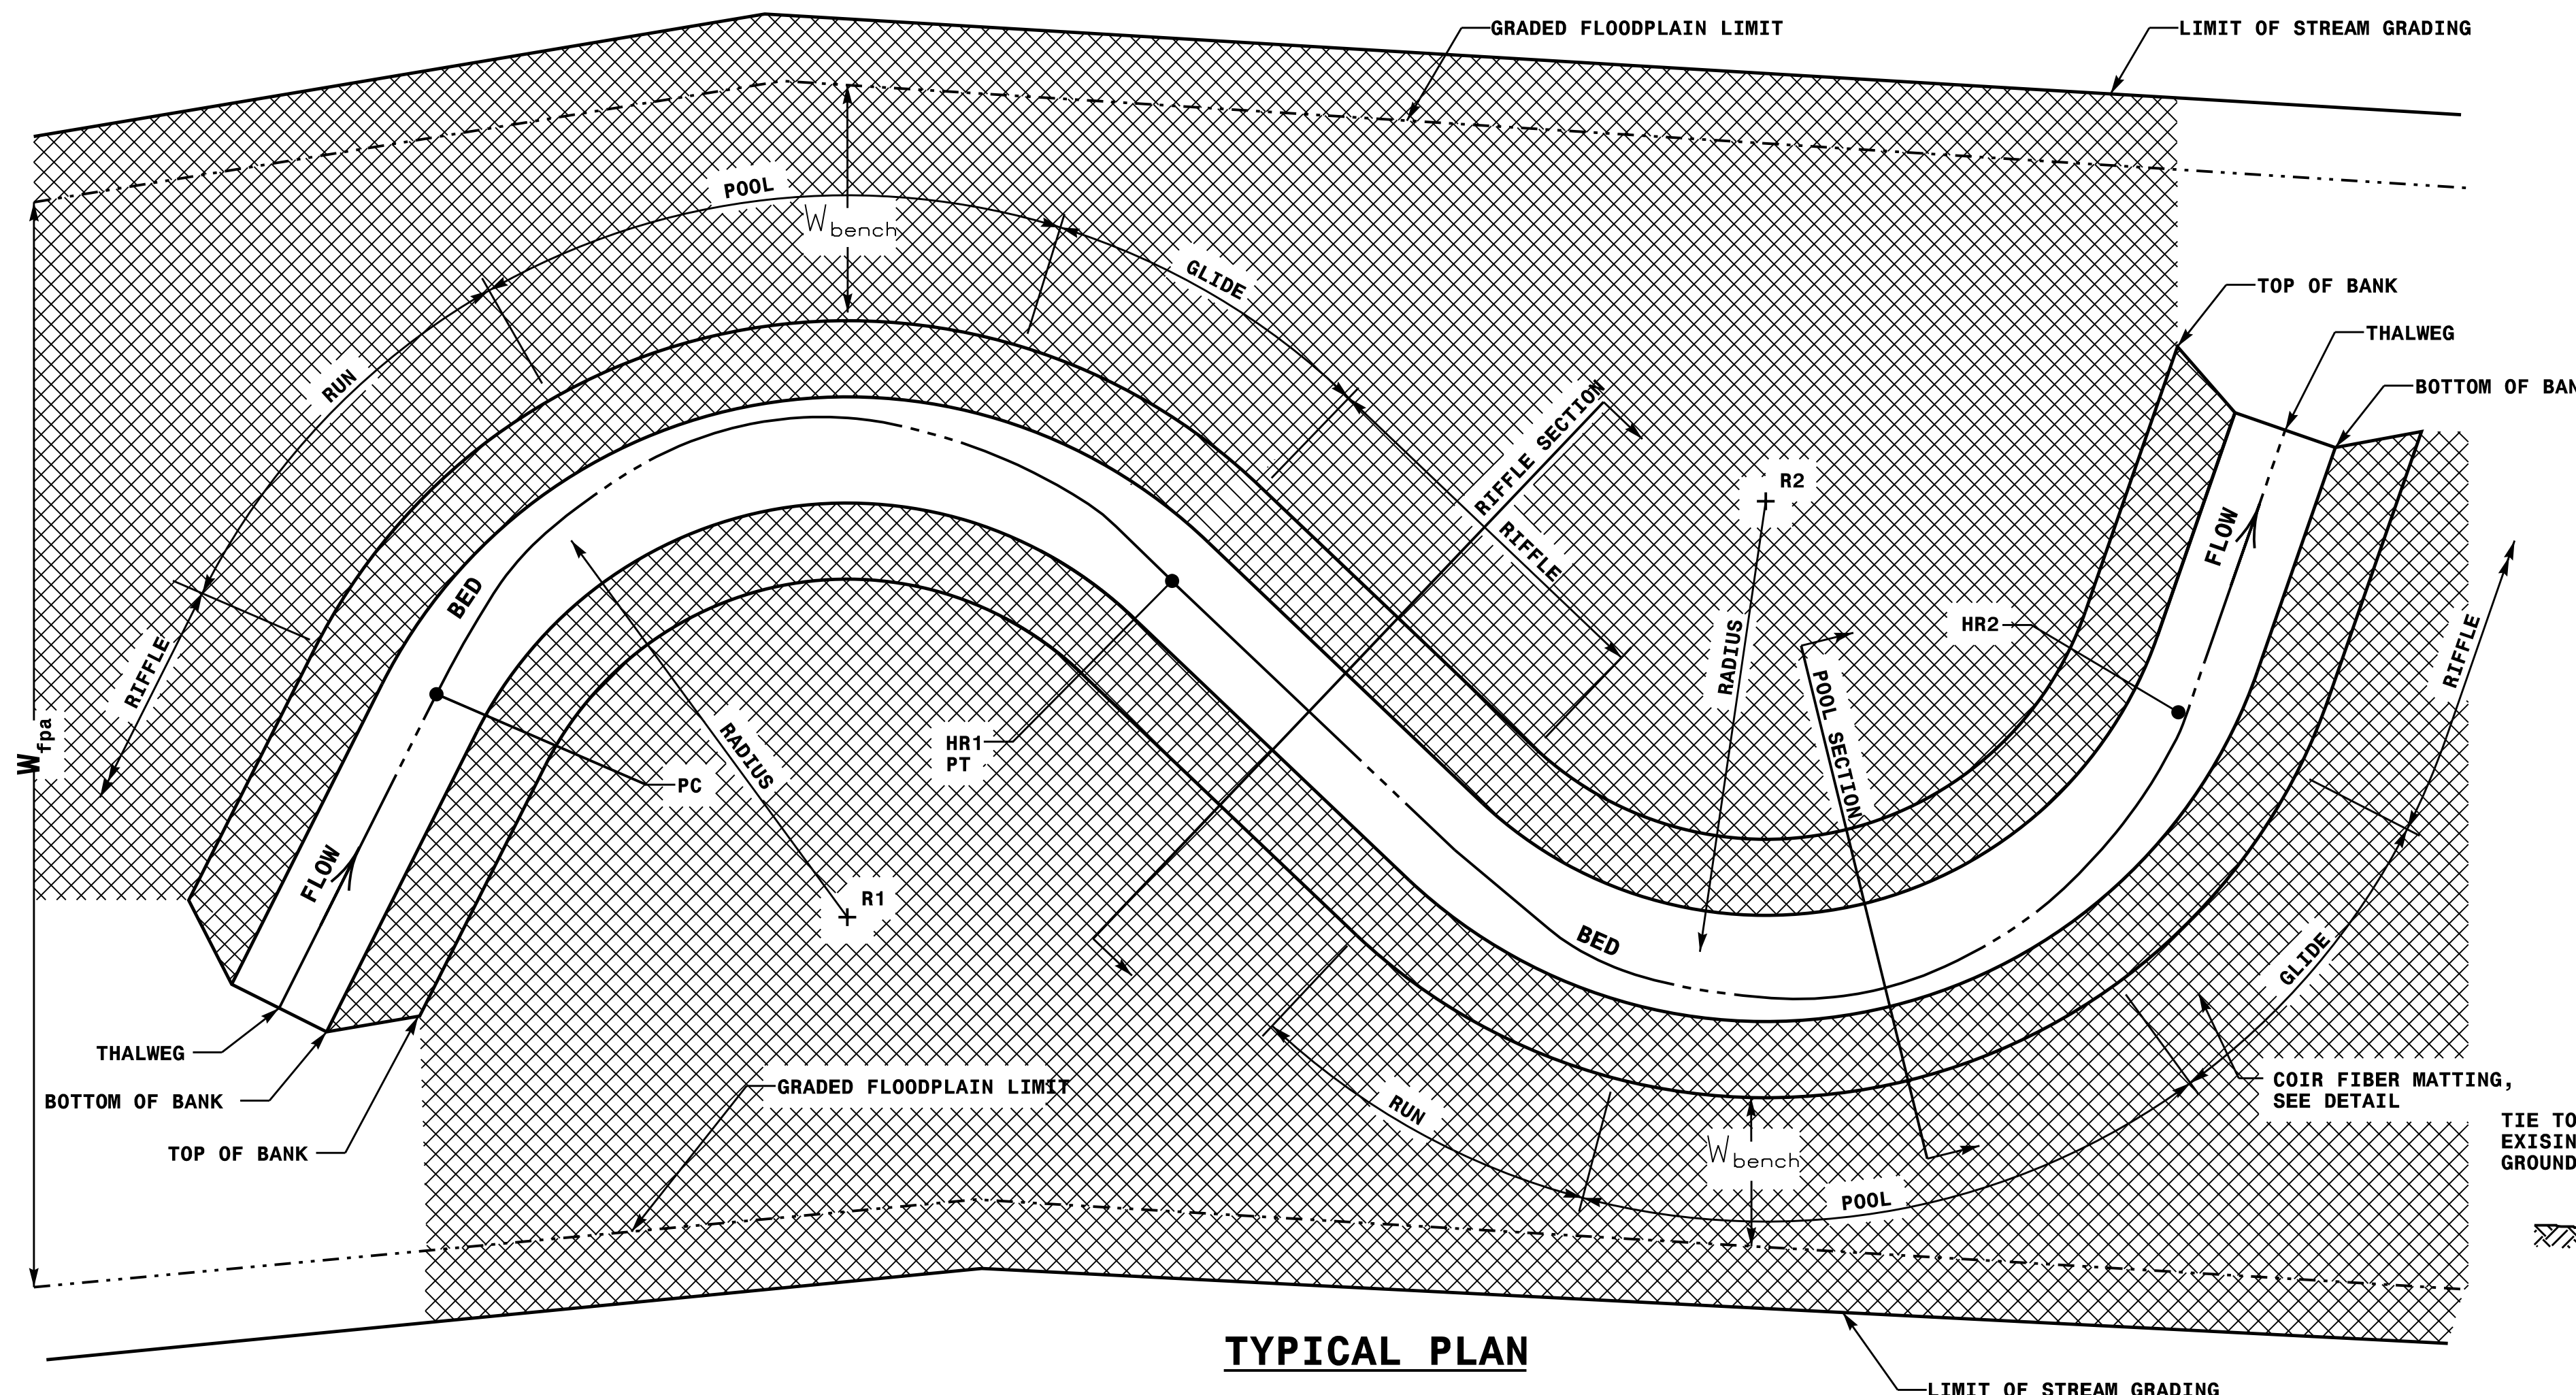 GRADED FLOODPLAIN LIMIT
LIMIT OF STREAM GRADING
POOL
Wbench
GLIDE
TOP OF BANK
THALWEG
BOTTOM OF BAN
RUN
RIFFLE SECTION
R2
RIFFLE
FLOW
BED
RADIUS
HR2
RIFFLE
RIFFLE
POOL SECTION
Wfpa
RADIUS
HR1
PT
PC
FLOW
R1
BED
GLIDE
THALWEG
BOTTOM OF BANK
TOP OF BANK
GRADED FLOODPLAIN LIMIT
RUN
Wbench
POOL
COIR FIBER MATTING,
SEE DETAIL
TIE TO
EXISIN
GROUND
TYPICAL PLAN
LIMIT OF STREAM GRADING